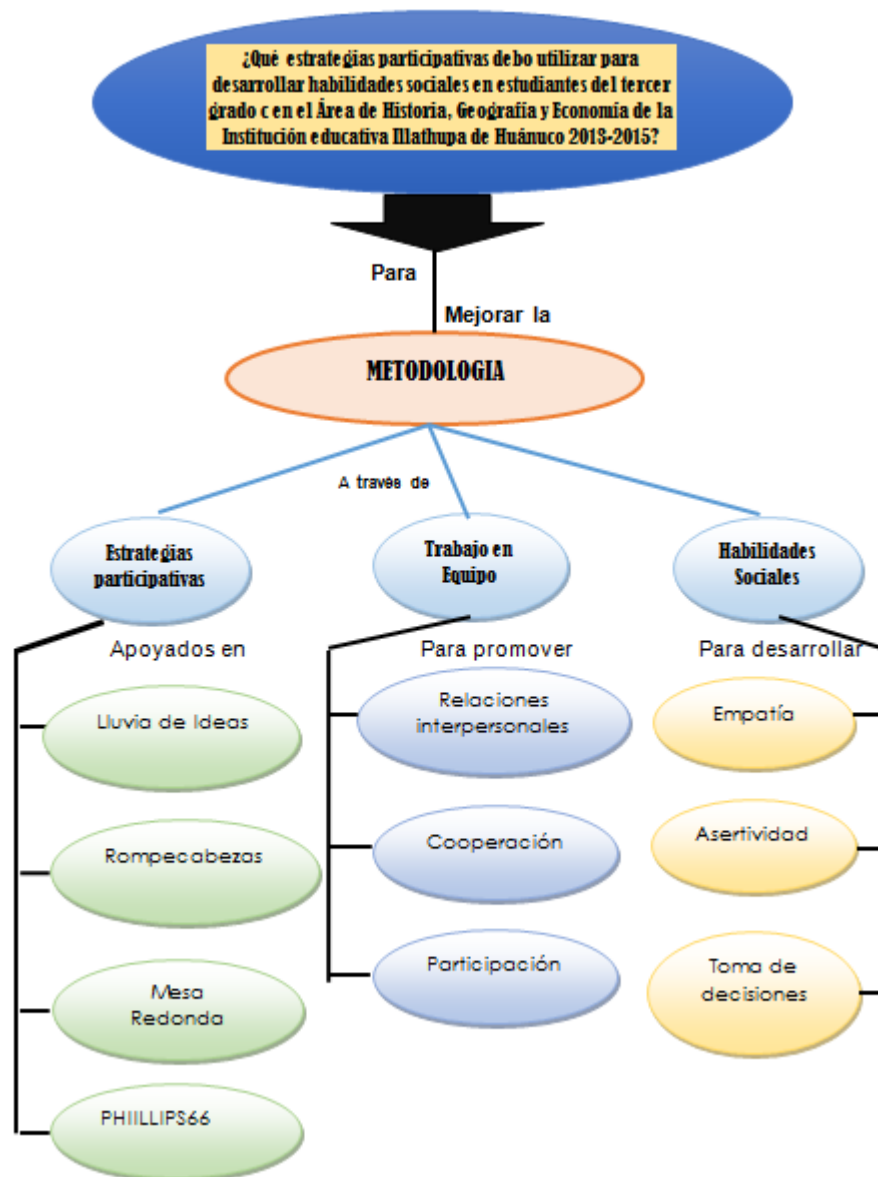 ¿Qué estrategias participativas debo utilizar para
desarrollar habilidades sociales en estudiantes del tercer
grado c en el Área de Historia, Geografía y Economía de la
Institución educativa Illathupa de Huánuco 2013-2015?
Para
Mejorar la
METODOLOGIA
A través de
Estrategias
participativas
Trabajo en
Equipo
Habilidades
Sociales
Apoyados en
Para promover
Para desarrollar
Lluvia de Ideas
Relaciones
interpersonales
Empatía
Rompecabezas
Cooperación
Asertividad
Mesa
Redonda
Participación
Toma de
decisiones
PHIILLIPS66